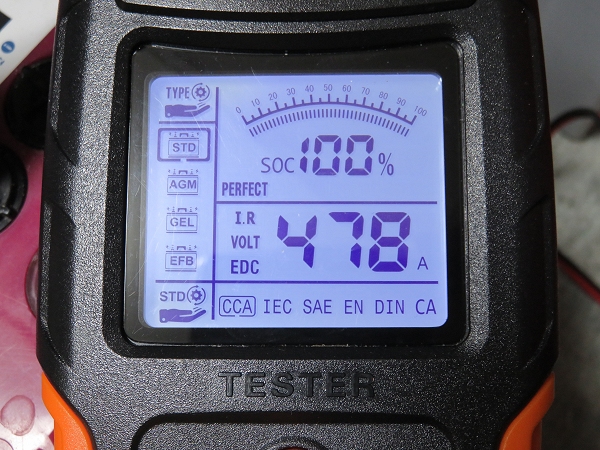 TYPE
0 10 20 30 40 50 60 70 80 90 100
STD
SOC 100 %
AGM
PERFECT
GEL
I.R
VOLT
EDC
478 A
EFB
STD
CCA IEC SAE EN DIN CA
TESTER